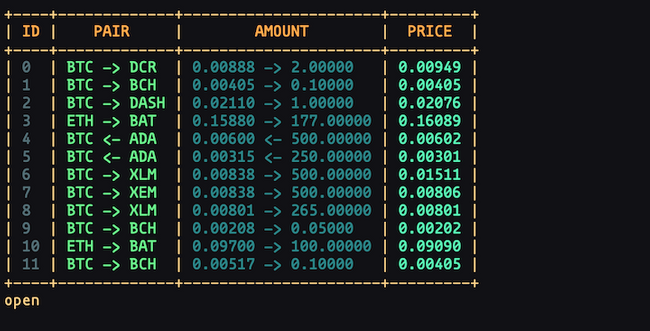 ID PAIR AMOUNT PRICE
0 BTC -> DCR 0.00888 -> 2.00000 0.00949
1 BTC -> BCH 0.00405 -> 0.10000 0.00405
2 BTC -> DASH 0.02110 -> 1.00000 0.02076
3 ETH -> BAT 0.15880 -> 177.00000 0.16089
4 BTC <- ADA 0.00600 <- 500.00000 0.00602
5 BTC <- ADA 0.00315 <- 250.00000 0.00301
6 BTC -> XLM 0.00838 -> 500.00000 0.01511
7 BTC -> XEM 0.00838 -> 500.00000 0.00806
8 BTC -> XLM 0.00801 -> 265.00000 0.00801
9 BTC -> BCH 0.00208 -> 0.05000 0.00202
10 ETH -> BAT 0.09700 -> 100.00000 0.09090
11 BTC -> BCH 0.00517 -> 0.10000 0.00405
open